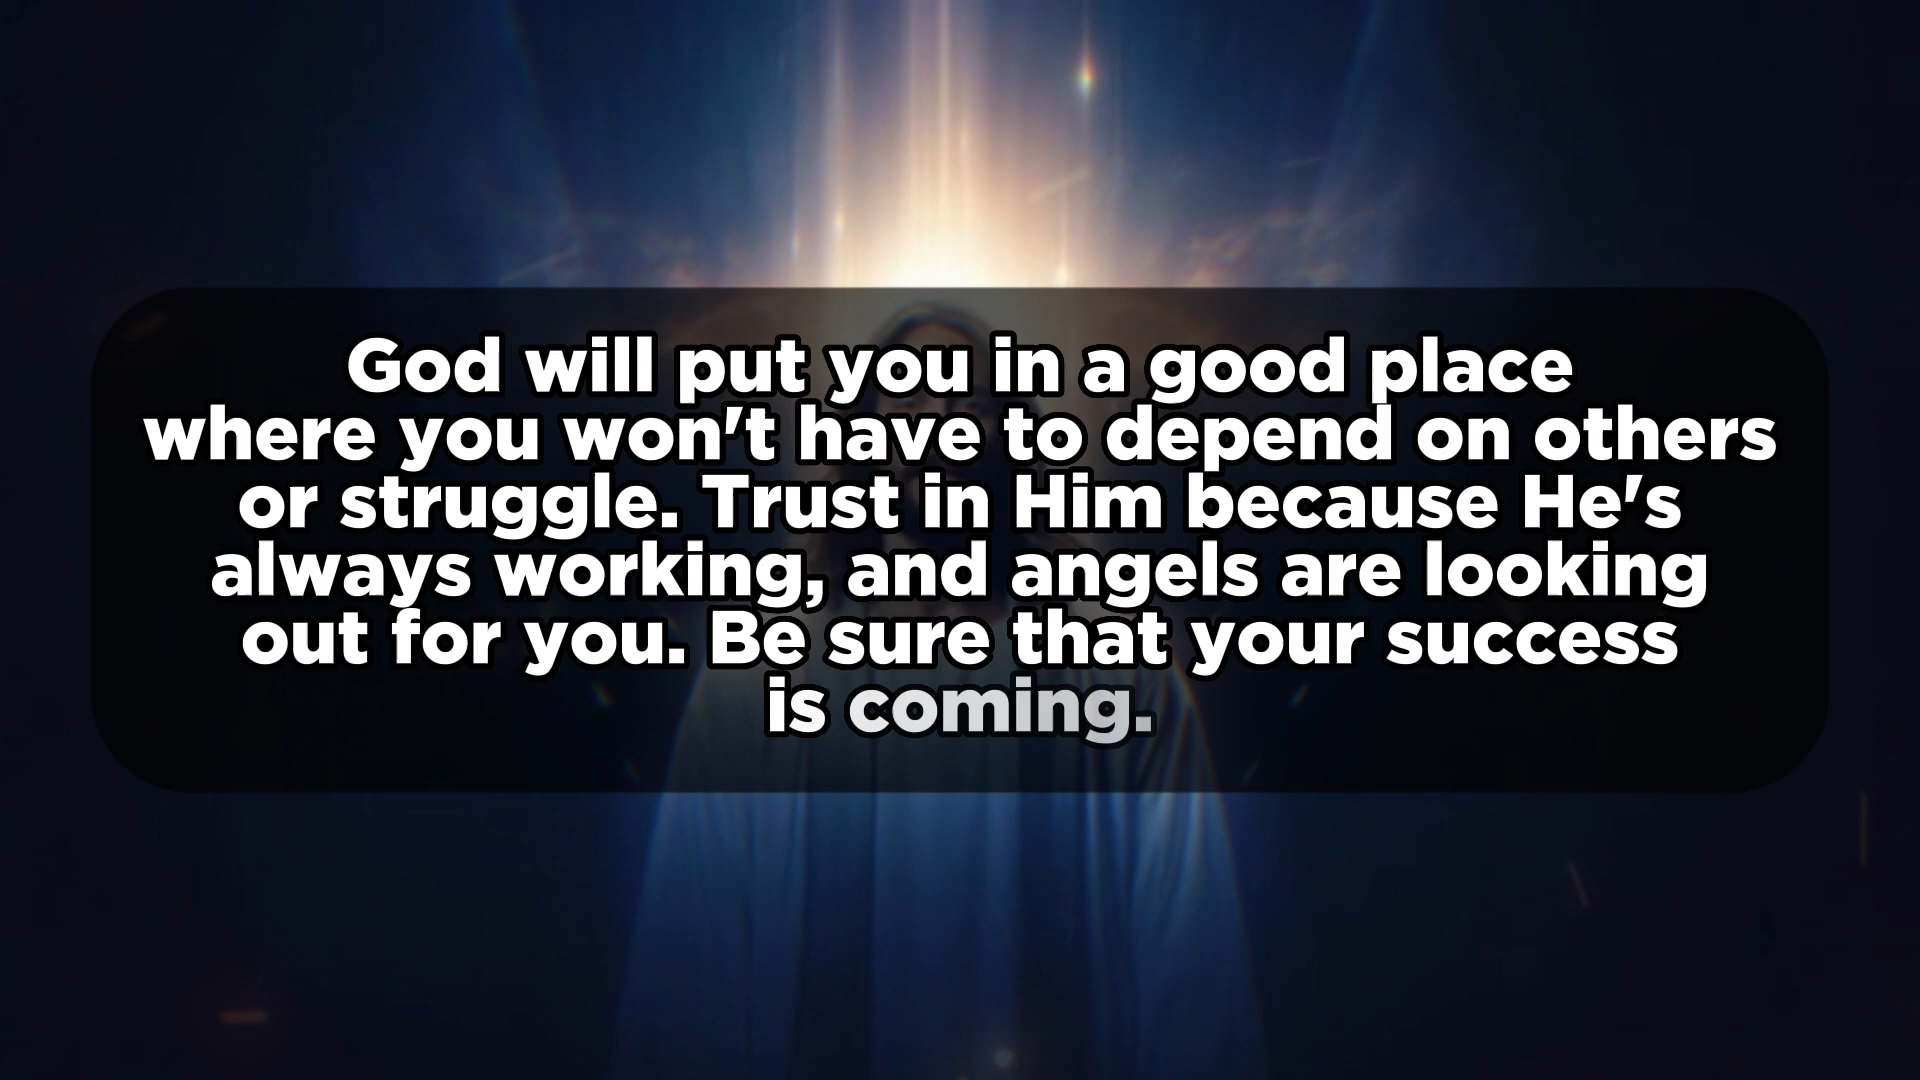 God will put you in a good place
where you won't have to depend on others
or struggle. Trust in Him because He's
always working, and angels are looking
out for you. Be sure that your success
is coming.